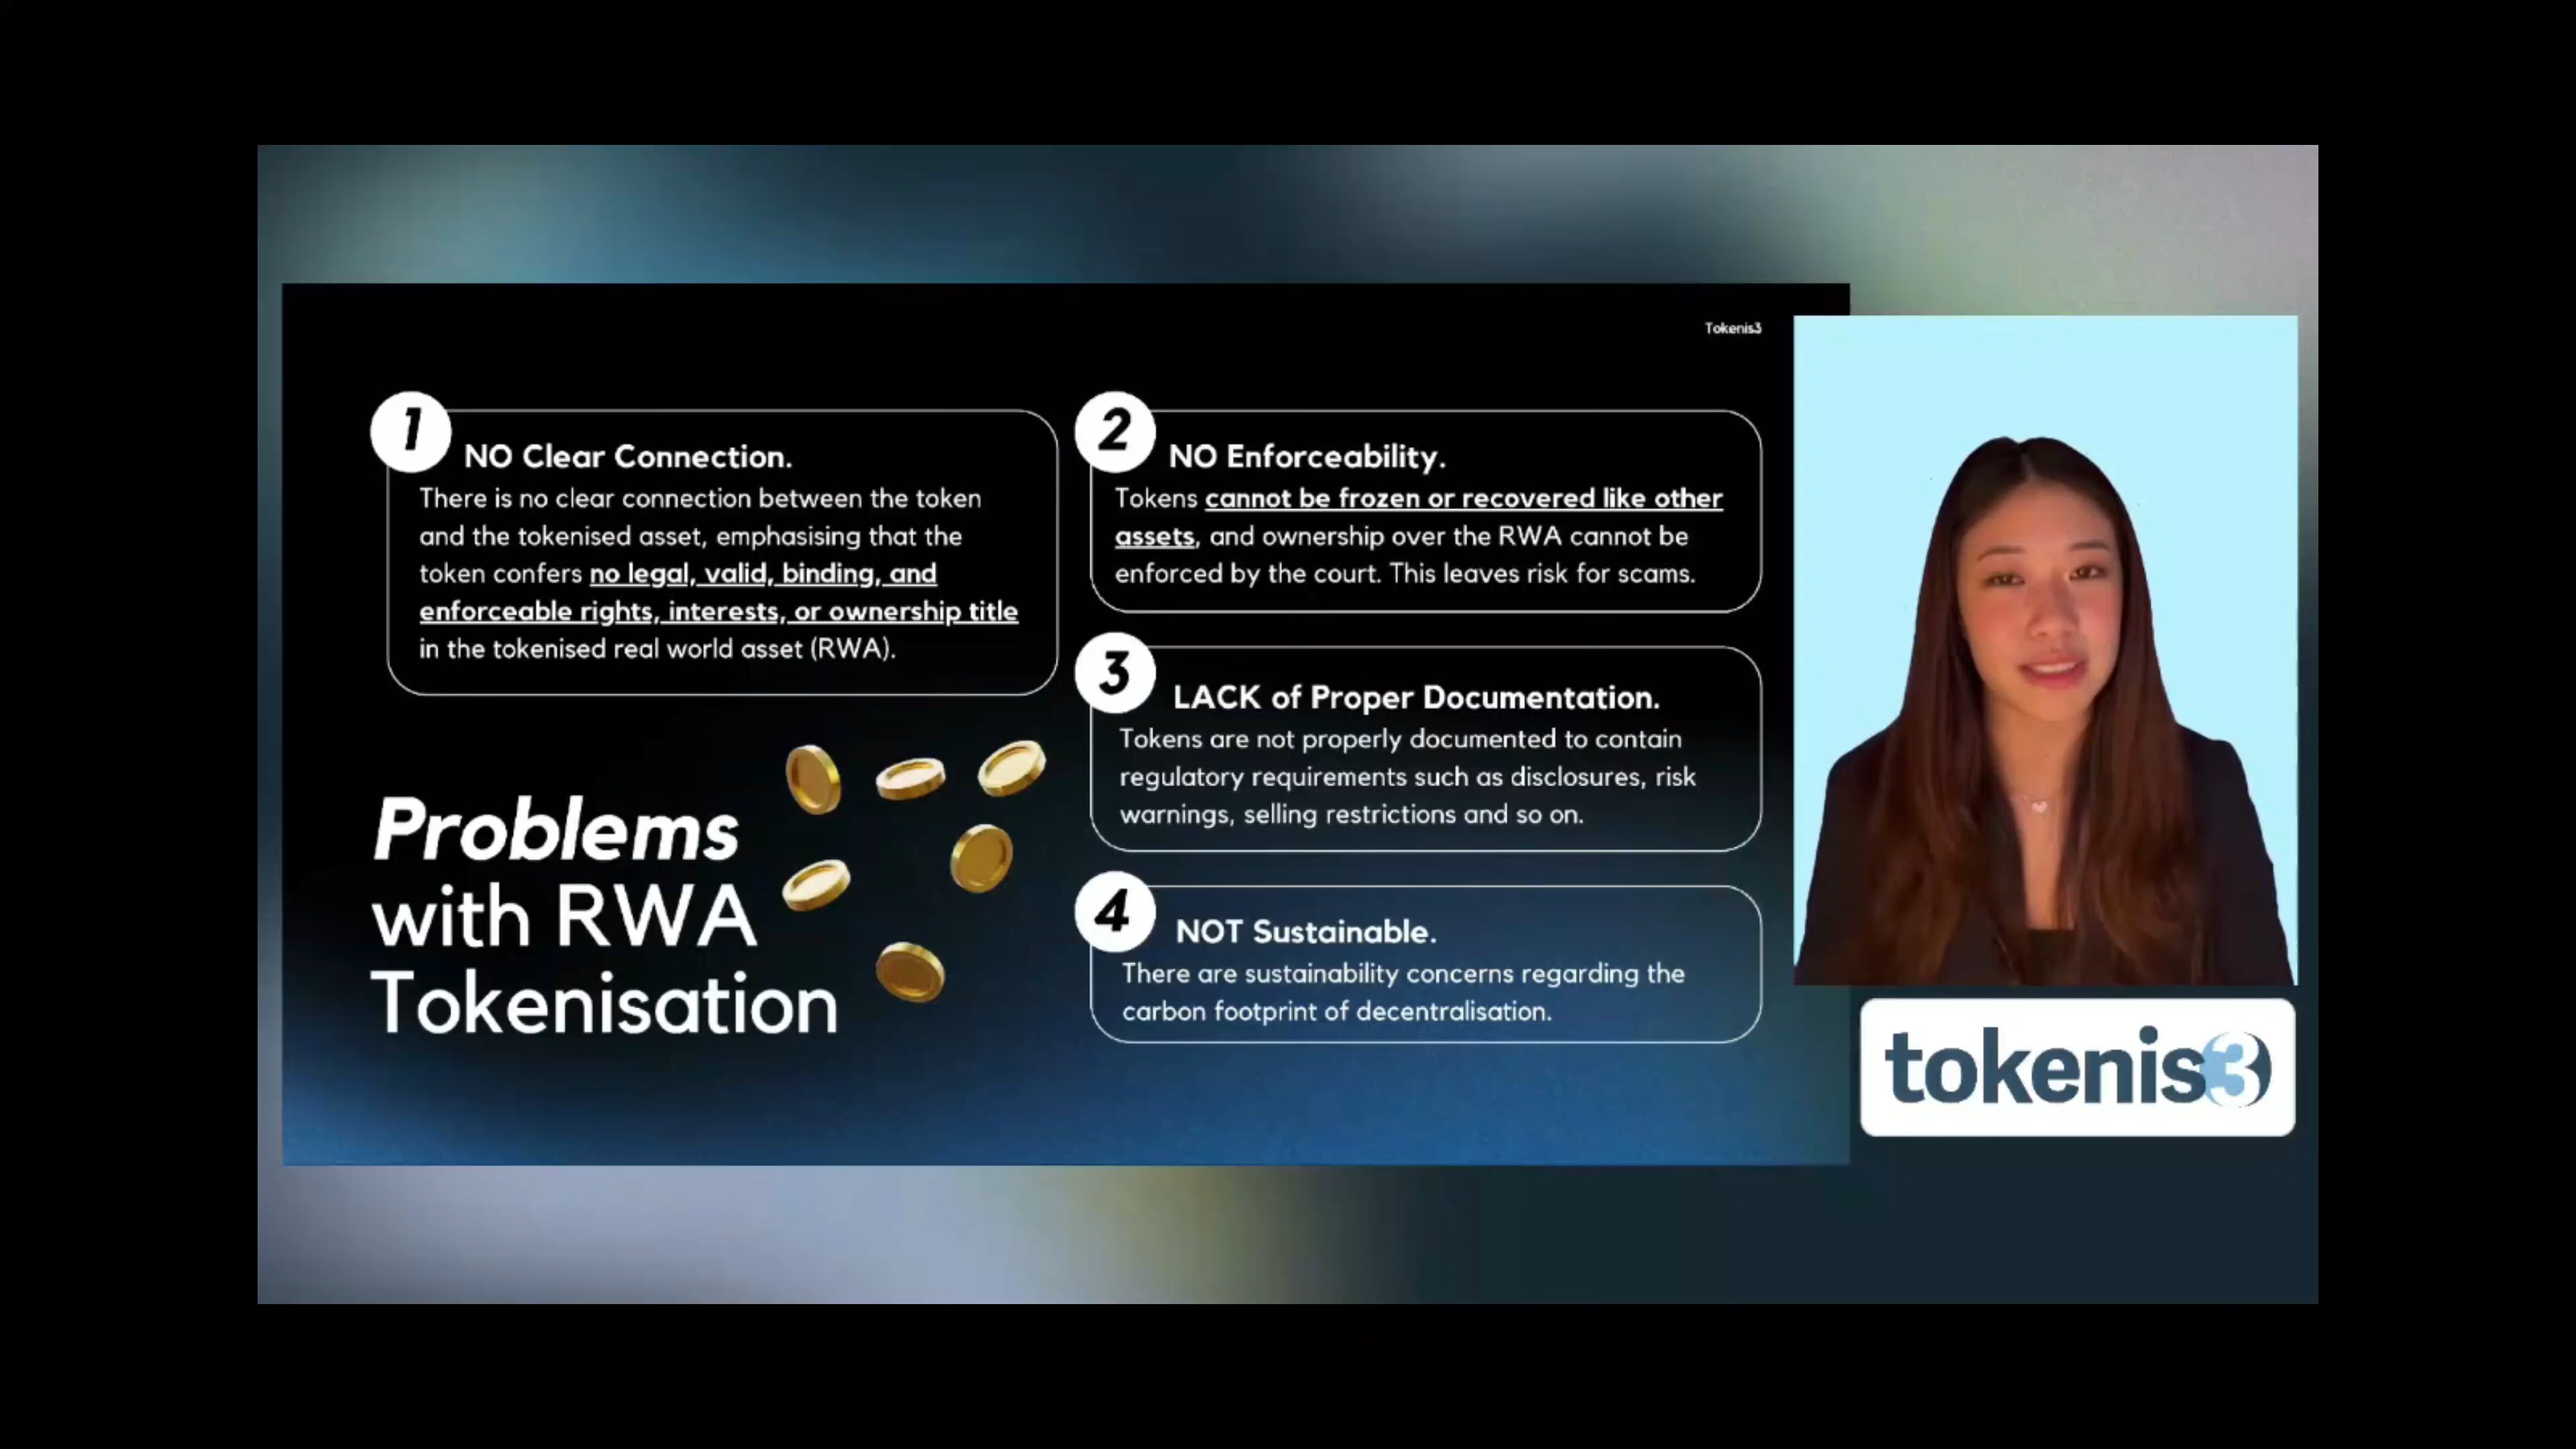 Tokenis3
1
NO Clear Connection.
There is no clear connection between the token
and the tokenised asset, emphasising that the
token confers no legal, valid, binding, and
enforceable rights, interests, or ownership title
in the tokenised real world asset (RWA).
2
NO Enforceability.
Tokens cannot be frozen or recovered like other
assets, and ownership over the RWA cannot be
enforced by the court. This leaves risk for scams.
3
LACK of Proper Documentation.
Tokens are not properly documented to contain
regulatory requirements such as disclosures, risk
warnings, selling restrictions and so on.
4
NOT Sustainable.
There are sustainability concerns regarding the
carbon footprint of decentralisation.
Problems
with RWA
Tokenisation
tokenis3